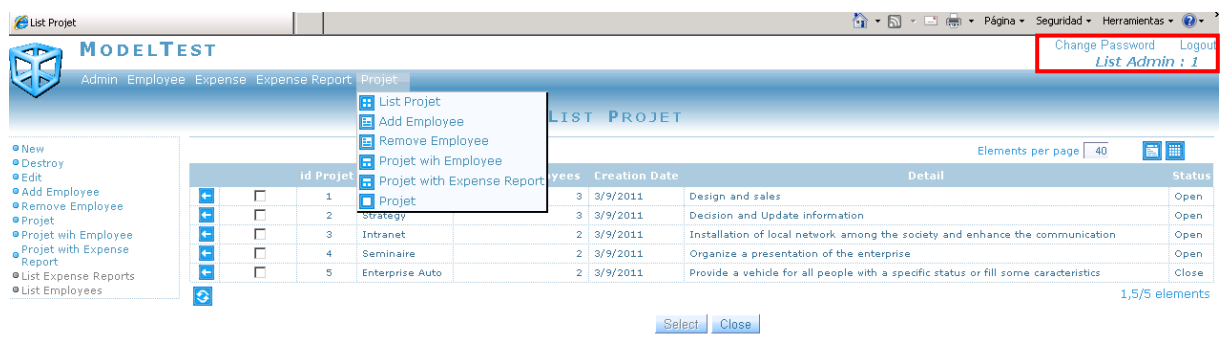 List Projet
Página Seguridad Herramientas
MODELTEST
Change Password Logout
List Admin : 1
Admin Employee Expense Expense Report Projet
List Projet
Add Employee
Remove Employee
Projet wih Employee
Projet with Expense Report
Projet
LIST PROJET
New
Destroy
Edit
Add Employee
Remove Employee
Projet
Projet wih Employee
Projet with Expense Report
List Expense Reports
List Employees
Elements per page 40
id Projet yees Creation Date Detail Status
1 3 3/9/2011 Design and sales Open
2 Strategy 3 3/9/2011 Decision and Update information Open
3 Intranet 2 3/9/2011 Installation of local network among the society and enhance the communication Open
4 Seminaire 2 3/9/2011 Organize a presentation of the enterprise Open
5 Enterprise Auto 2 3/9/2011 Provide a vehicle for all people with a specific status or fill some caracteristics Close
1,5/5 elements
Select Close